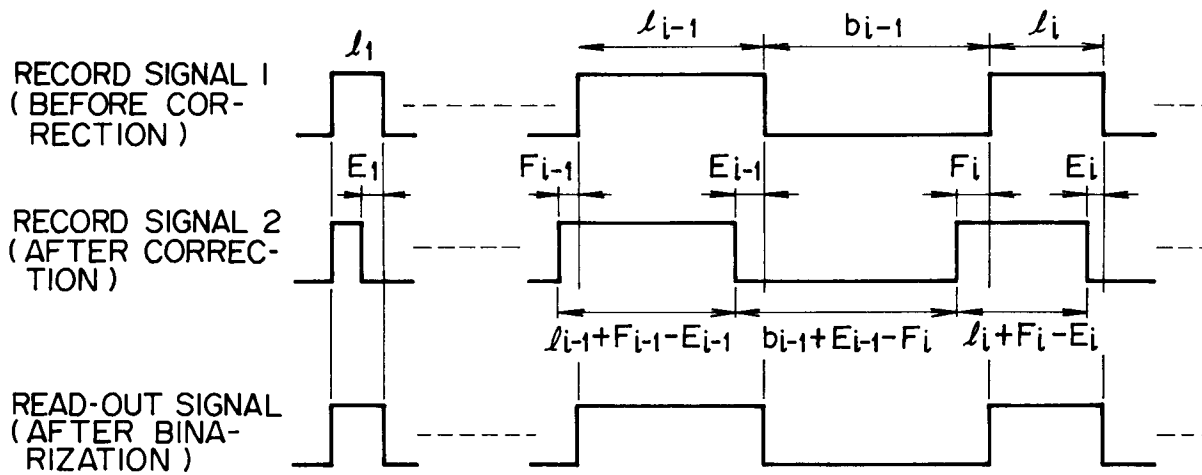 l1
li-1
bi-1
li
RECORD SIGNAL 1
(BEFORE COR-
RECTION)
E1
Fi-1
Ei-1
Fi
Ei
RECORD SIGNAL 2
(AFTER CORREC-
TION)
li-1+Fi-1-Ei-1
bi-1+Ei-1-Fi
li+Fi-Ei
READ-OUT SIGNAL
(AFTER BINA-
RIZATION)